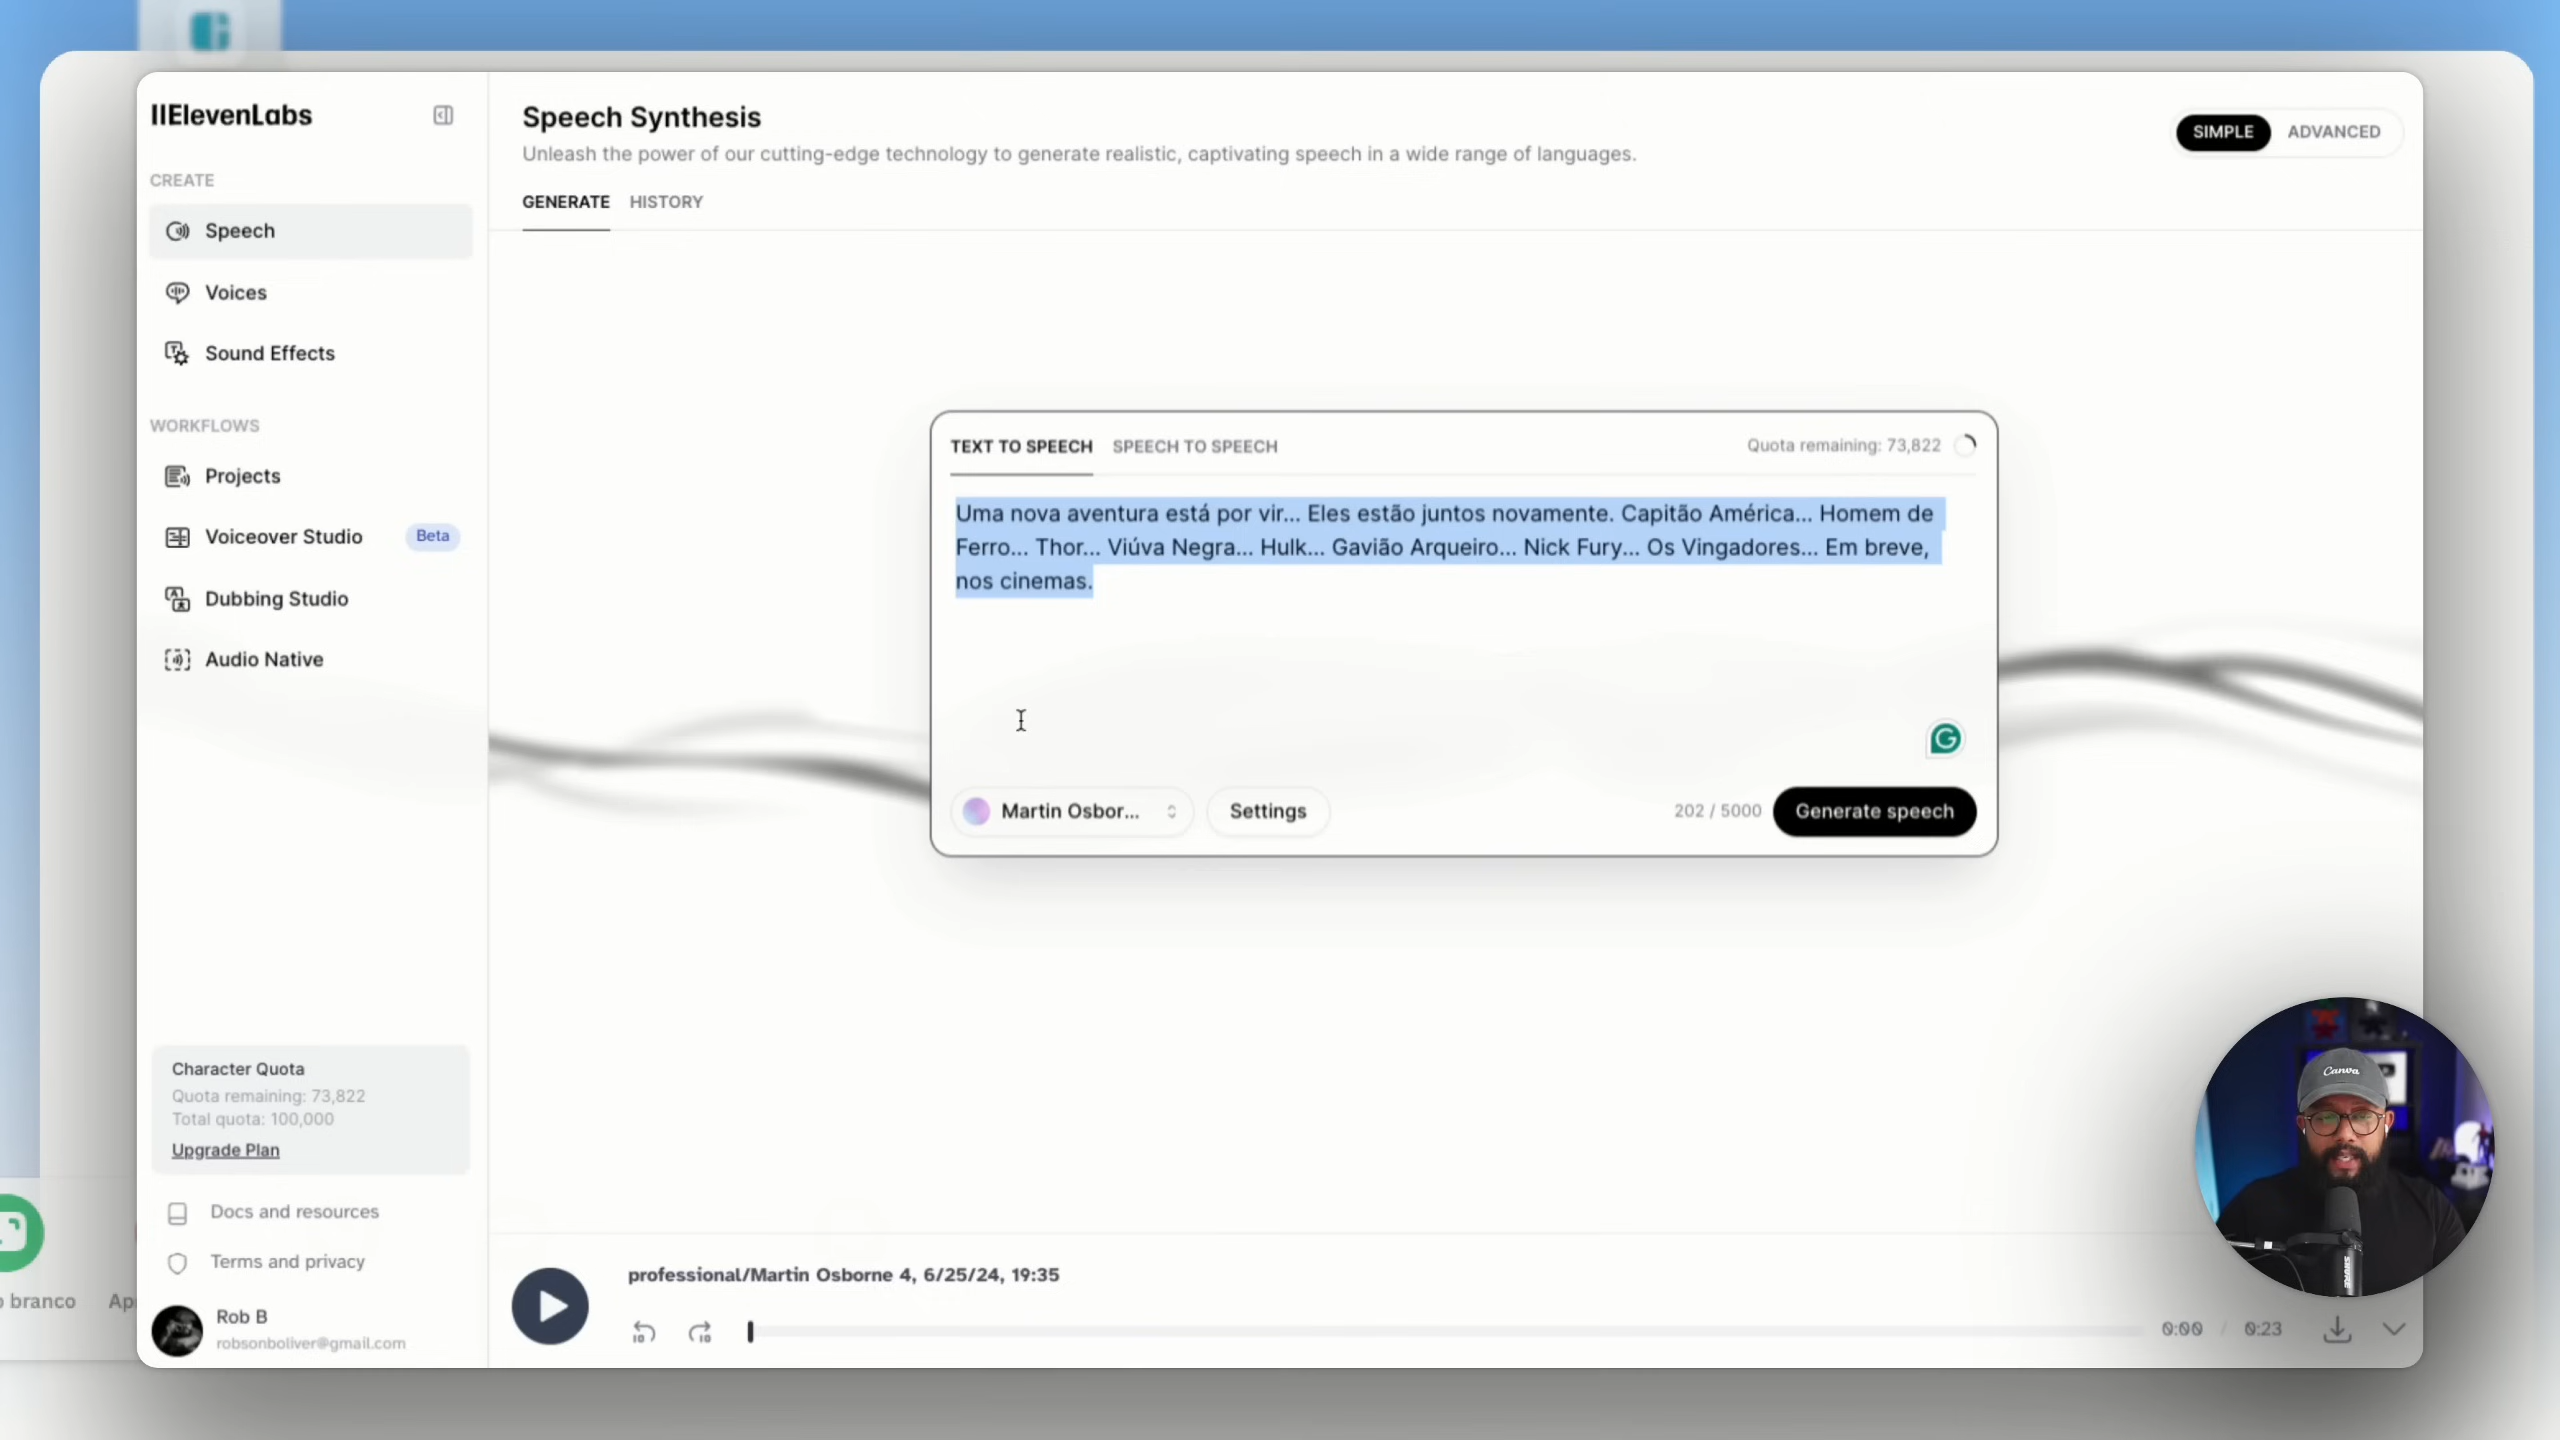 IIElevenLabs
CREATE
Speech
Voices
Sound Effects
WORKFLOWS
Projects
Voiceover Studio
Beta
Dubbing Studio
Audio Native
Character Quota
Quota remaining: 73,822
Total quota: 100,000
Upgrade Plan
Docs and resources
Terms and privacy
Rob B
robsonboliver@gmail.com
Speech Synthesis
Unleash the power of our cutting-edge technology to generate realistic, captivating speech in a wide range of languages.
SIMPLE ADVANCED
GENERATE HISTORY
TEXT TO SPEECH SPEECH TO SPEECH Quota remaining: 73,822
Uma nova aventura está por vir... Eles estão juntos novamente. Capitão América... Homem de
Ferro... Thor... Viúva Negra... Hulk... Gavião Arqueiro... Nick Fury... Os Vingadores... Em breve,
nos cinemas.
Martin Osbor... Settings 202 / 5000 Generate speech
professional/Martin Osborne 4, 6/25/24, 19:35
10 10 0:00 / 0:23
branco
Canva
SHURE